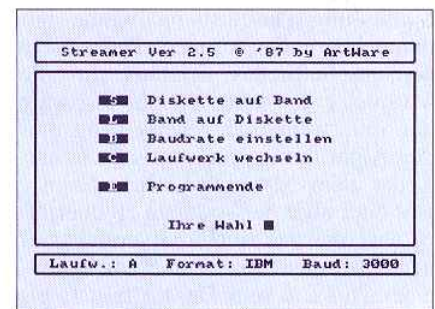 Streamer Ver 2.5 © '87 by ArtWare
Diskette auf Band
Band auf Diskette
Baudrate einstellen
Laufwerk wechseln
Programmende
Ihre Wahl
Laufw.: A Format: IBM Baud: 3000